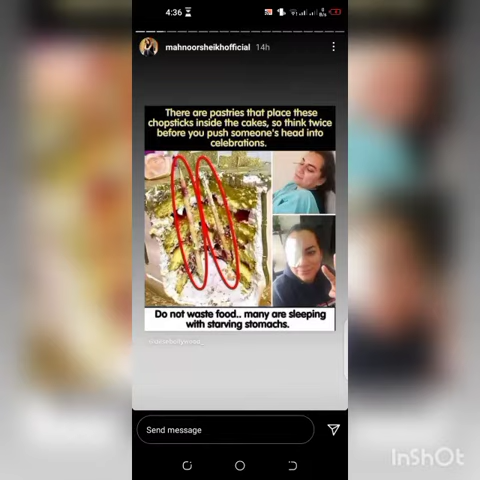 4:36
mahnoorsheikhofficial 14h
There are pastries that place these
chopsticks inside the cakes, so think twice
before you push someone's head into
celebrations.
Do not waste food.. many are sleeping
with starving stomachs.
Send message
InShOt